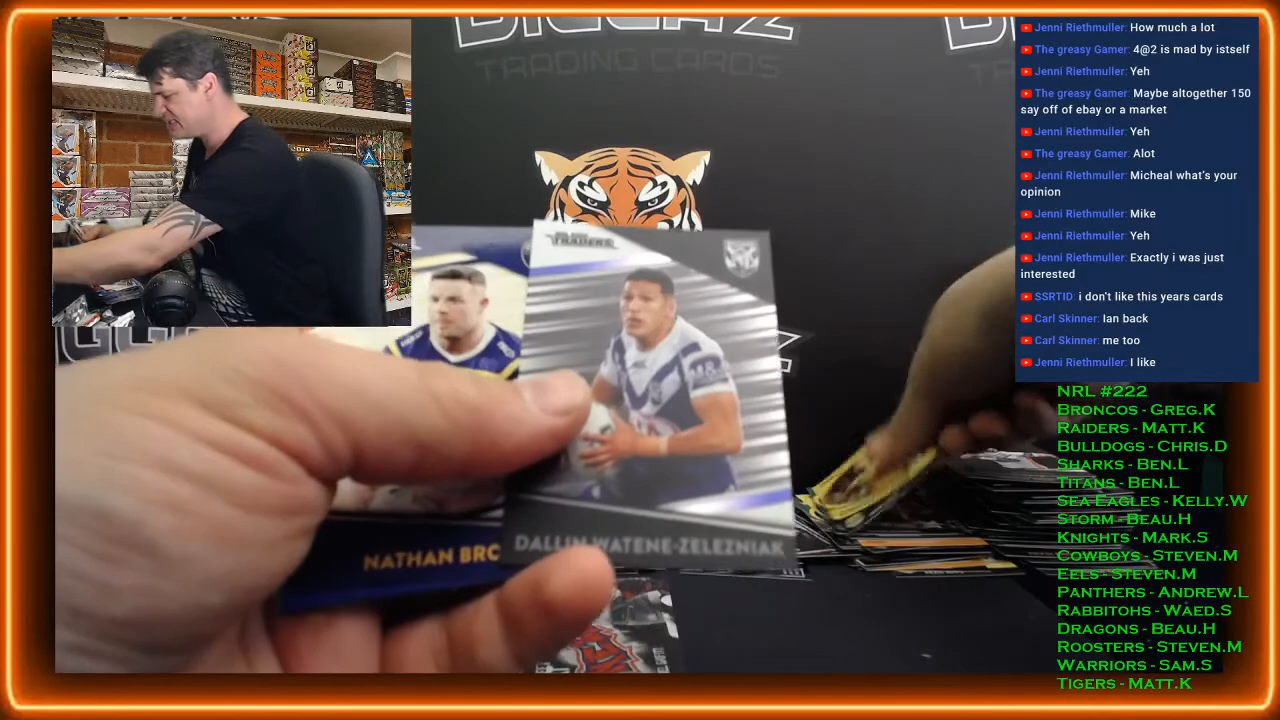 TRADING CARDS
Jenni Riethmuller: How much a lot
The greasy Gamer: 4@2 is mad by istself
Jenni Riethmuller: Yeh
The greasy Gamer: Maybe altogether 150
say off of ebay or a market
Jenni Riethmuller: Yeh
The greasy Gamer: Alot
Jenni Riethmuller: Micheal what's your
opinion
Jenni Riethmuller: Mike
Jenni Riethmuller: Yeh
Jenni Riethmuller: Exactly i was just
interested
SSRTID: i don't like this years cards
Carl Skinner: Ian back
Carl Skinner: me too
Jenni Riethmuller: I like
TRADERS
NATHAN BRO
DALLIN WATENE-ZELEZNIAK
NRL #222
Broncos - Greg.K
Raiders - Matt.K
Bulldogs - Chris.D
Sharks - Ben.L
Titans - Ben.L
Sea Eagles - Kelly.W
Storm - Beau.H
Knights - Mark.S
Cowboys - Steven.M
Eels - Steven.M
Panthers - Andrew.L
Rabbitohs - Waed.S
Dragons - Beau.H
Roosters - Steven.M
Warriors - Sam.S
Tigers - Matt.K